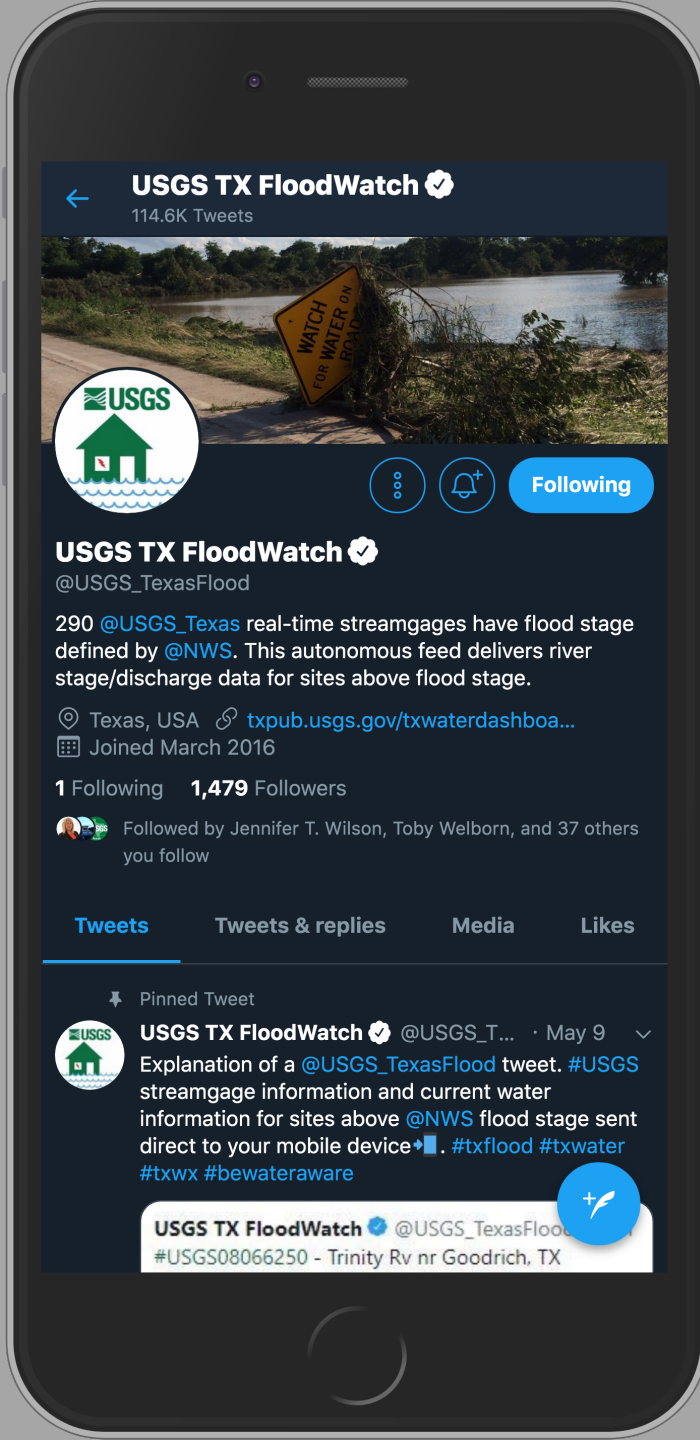 USGS TX FloodWatch
114.6K Tweets
WATCH
FOR WATER ON
ROAD
USGS
Following
USGS TX FloodWatch
@USGS_TexasFlood
290 @USGS_Texas real-time streamgages have flood stage
defined by @NWS. This autonomous feed delivers river
stage/discharge data for sites above flood stage.
Texas, USA txpub.usgs.gov/txwaterdashboa...
Joined March 2016
1 Following 1,479 Followers
Followed by Jennifer T. Wilson, Toby Welborn, and 37 others
you follow
Tweets Tweets & replies Media Likes
Pinned Tweet
USGS
USGS TX FloodWatch @USGS_T... · May 9
Explanation of a @USGS_TexasFlood tweet. #USGS
streamgage information and current water
information for sites above @NWS flood stage sent
direct to your mobile device📲. #txflood #txwater
#txwx #bewateraware
USGS TX FloodWatch @USGS_TexasFloo
#USGS08066250 - Trinity Rv nr Goodrich, TX